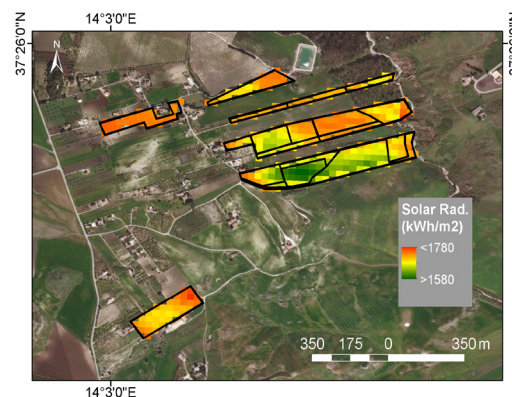 14°3'0"E
37°26'0"N
N
Solar Rad.
(kWh/m2)
<1780
>1580
350 175 0 350 m
14°3'0"E